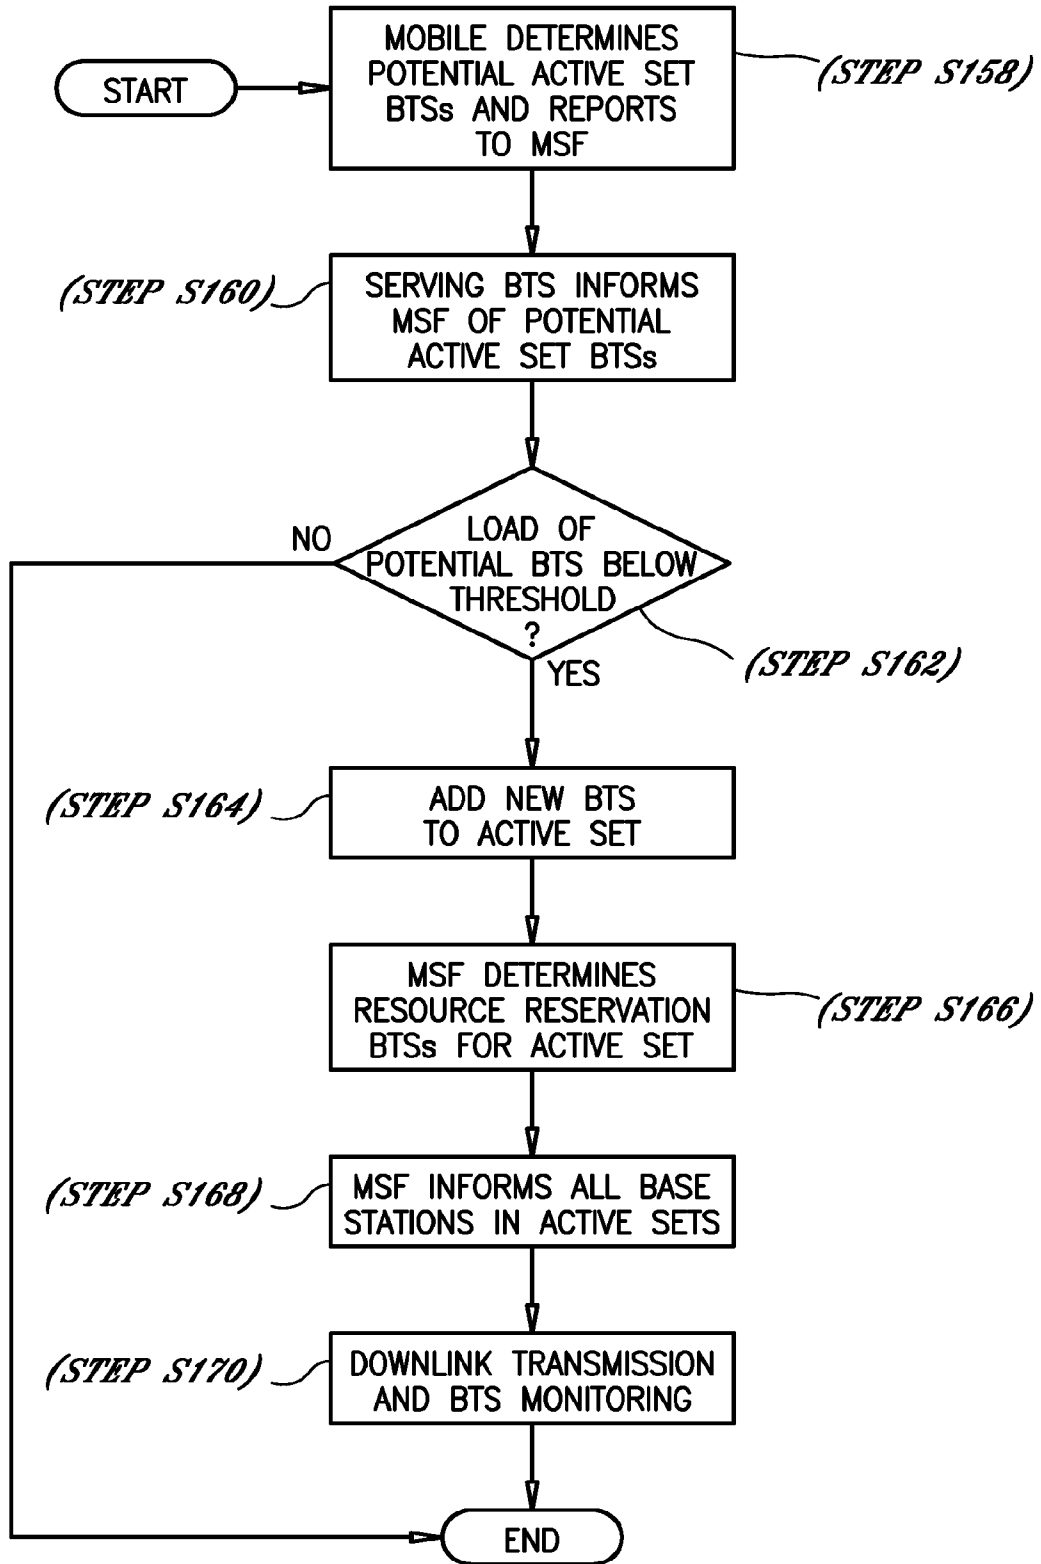 START
MOBILE DETERMINES
POTENTIAL ACTIVE SET
BTSs AND REPORTS
TO MSF
(STEP S158)
(STEP S160)
SERVING BTS INFORMS
MSF OF POTENTIAL
ACTIVE SET BTSs
NO
LOAD OF
POTENTIAL BTS BELOW
THRESHOLD
?
(STEP S162)
YES
(STEP S164)
ADD NEW BTS
TO ACTIVE SET
MSF DETERMINES
RESOURCE RESERVATION
BTSs FOR ACTIVE SET
(STEP S166)
(STEP S168)
MSF INFORMS ALL BASE
STATIONS IN ACTIVE SETS
(STEP S170)
DOWNLINK TRANSMISSION
AND BTS MONITORING
END